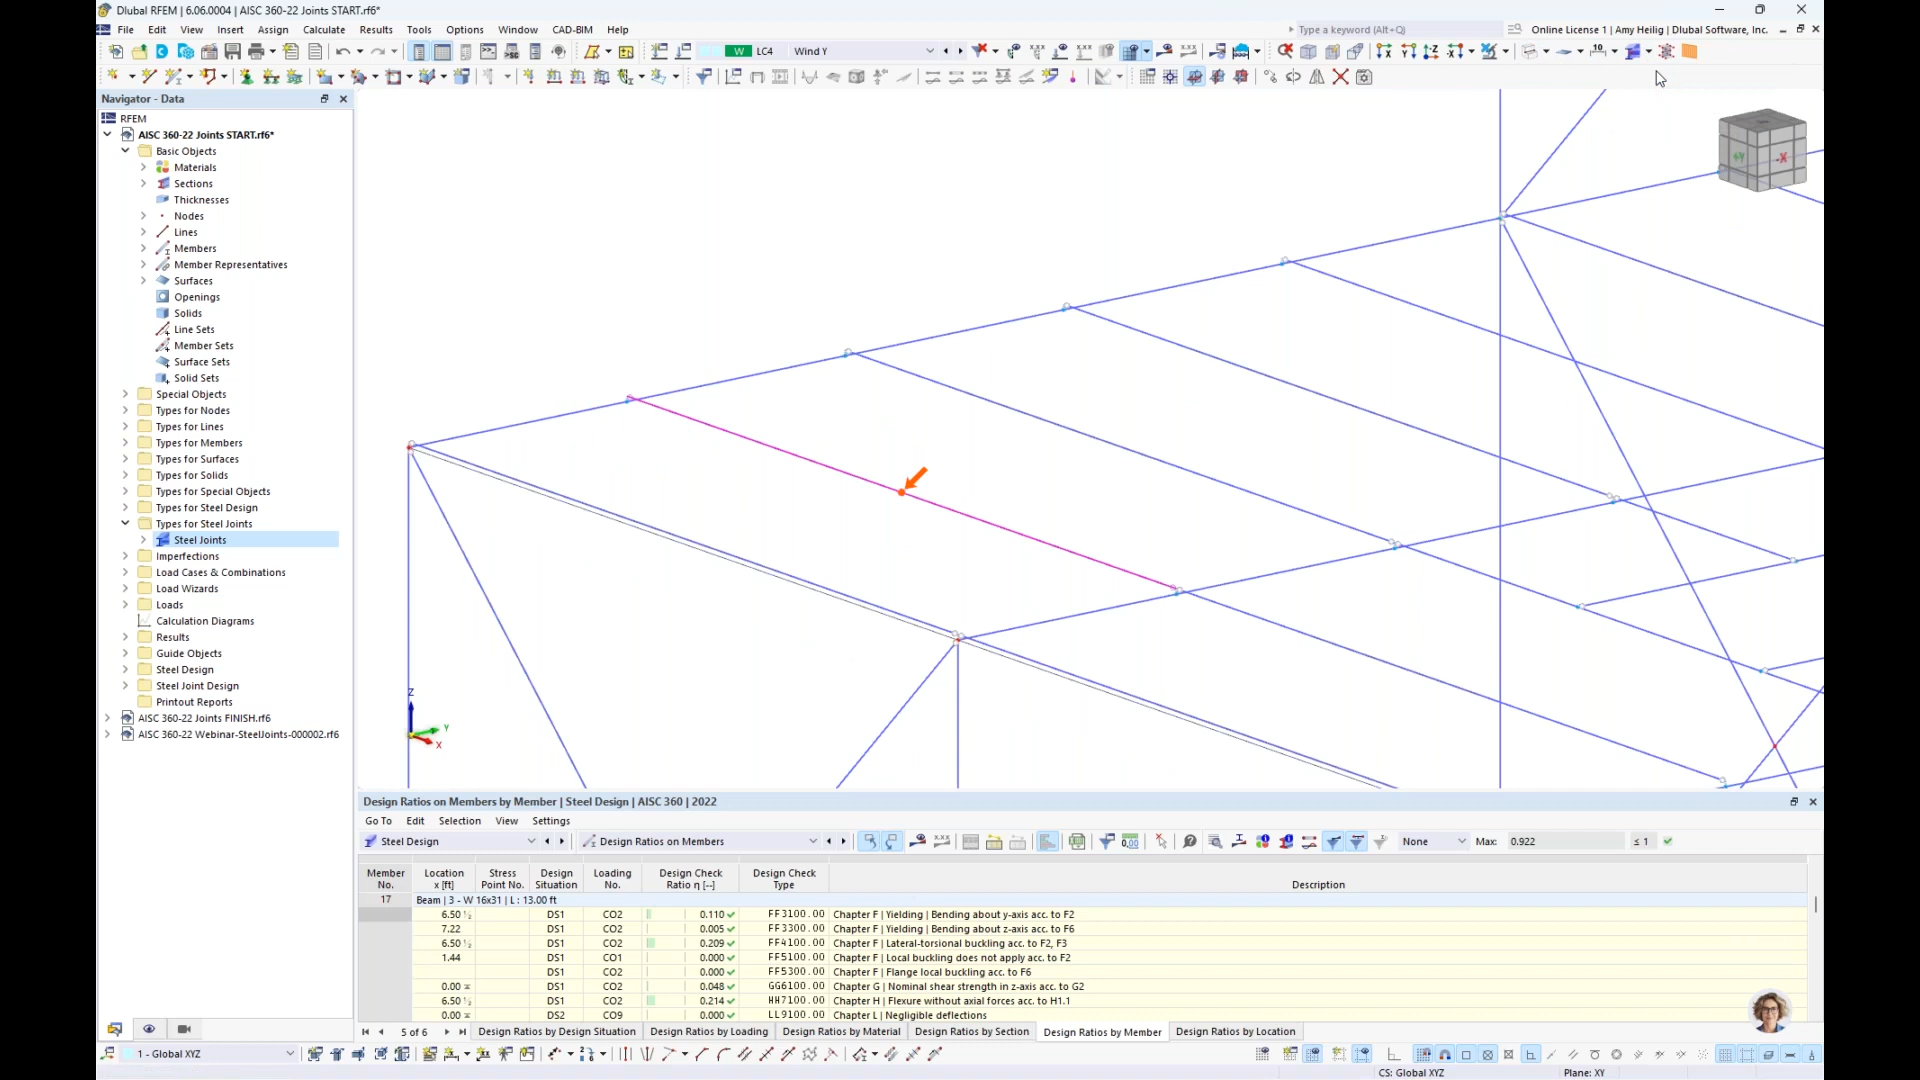 Dlubal RFEM | 6.06.0004 | AISC 360-22 Joints START.rf6*
File Edit View Insert Assign Calculate Results Tools Options Window CAD-BIM Help
Type a keyword (Alt+Q)
Online License 1 | Amy Heilig | Dlubal Software, Inc.
W LC4 Wind Y
Navigator - Data
RFEM
AISC 360-22 Joints START.rf6*
Basic Objects
Materials
Sections
Thicknesses
Nodes
Lines
Members
Member Representatives
Surfaces
Openings
Solids
Line Sets
Member Sets
Surface Sets
Solid Sets
Special Objects
Types for Nodes
Types for Lines
Types for Members
Types for Surfaces
Types for Solids
Types for Special Objects
Types for Steel Design
Types for Steel Joints
Steel Joints
Imperfections
Load Cases & Combinations
Load Wizards
Loads
Calculation Diagrams
Results
Guide Objects
Steel Design
Steel Joint Design
Printout Reports
AISC 360-22 Joints FINISH.rf6
AISC 360-22 Webinar-SteelJoints-000002.rf6
+Y -X
Z
Y
X
Design Ratios on Members by Member | Steel Design | AISC 360 | 2022
Go To Edit Selection View Settings
Steel Design Design Ratios on Members None Max: 0.922 ≤ 1
Member No. Location x [ft] Stress Point No. Design Situation Loading No. Design Check Ratio η [--] Design Check Type Description
17 Beam | 3 - W 16x31 | L : 13.00 ft
6.50 ½ DS1 CO2 0.110 FF3100.00 Chapter F | Yielding | Bending about y-axis acc. to F2
7.22 DS1 CO2 0.005 FF3300.00 Chapter F | Yielding | Bending about z-axis acc. to F6
6.50 ½ DS1 CO2 0.209 FF4100.00 Chapter F | Lateral-torsional buckling acc. to F2, F3
1.44 DS1 CO1 0.000 FF5100.00 Chapter F | Local buckling does not apply acc. to F2
DS1 CO2 0.000 FF5300.00 Chapter F | Flange local buckling acc. to F6
0.00 DS1 CO2 0.048 GG6100.00 Chapter G | Nominal shear strength in z-axis acc. to G2
6.50 ½ DS1 CO2 0.214 HH7100.00 Chapter H | Flexure without axial forces acc. to H1.1
0.00 DS2 CO9 0.000 LL9100.00 Chapter L | Negligible deflections
5 of 6 Design Ratios by Design Situation Design Ratios by Loading Design Ratios by Material Design Ratios by Section Design Ratios by Member Design Ratios by Location
1 - Global XYZ
CS: Global XYZ Plane: XY